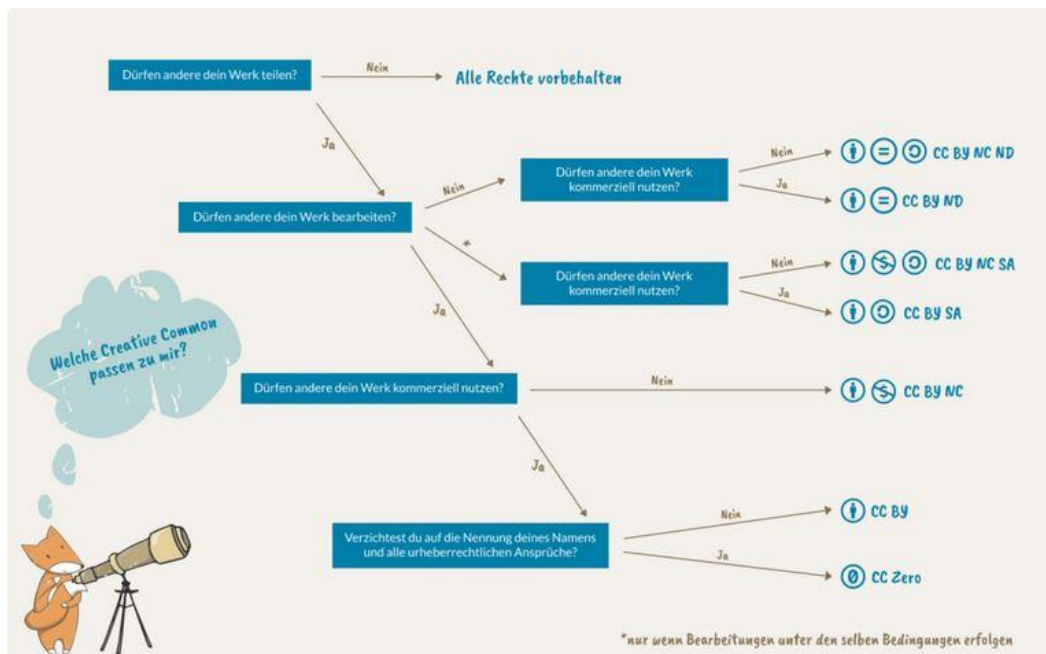 Dürfen andere dein Werk teilen?
Nein
Alle Rechte vorbehalten
Ja
Dürfen andere dein Werk bearbeiten?
Nein
Dürfen andere dein Werk
kommerziell nutzen?
Nein
CC BY NC ND
Ja
CC BY ND
*
Dürfen andere dein Werk
kommerziell nutzen?
Nein
CC BY NC SA
Ja
CC BY SA
Ja
Welche Creative Common
passen zu mir?
Dürfen andere dein Werk kommerziell nutzen?
Nein
CC BY NC
Ja
Verzichtest du auf die Nennung deines Namens
und alle urheberrechtlichen Ansprüche?
Nein
CC BY
Ja
CC Zero
*nur wenn Bearbeitungen unter den selben Bedingungen erfolgen